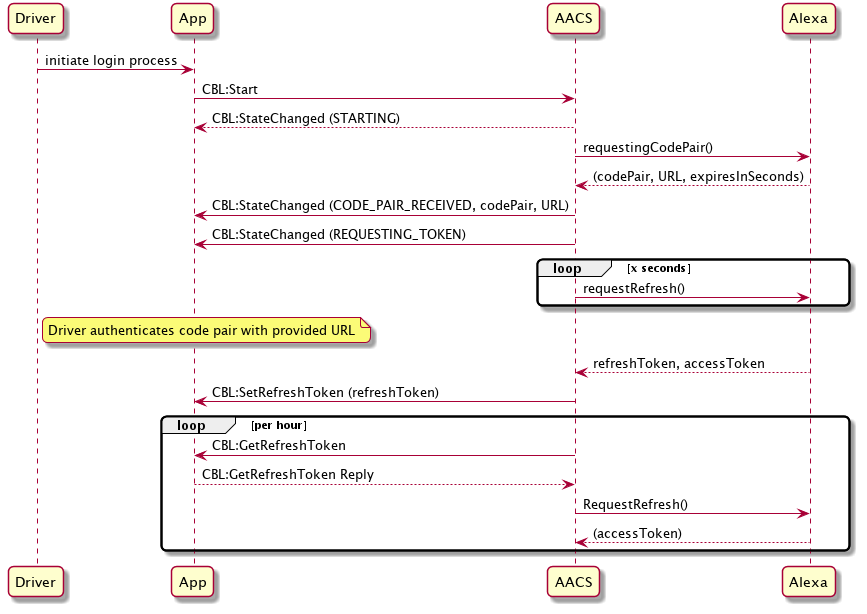 Driver App AACS Alexa
initiate login process
CBL:Start
CBL:StateChanged (STARTING)
requestingCodePair()
(codePair, URL, expiresInSeconds)
CBL:StateChanged (CODE_PAIR_RECEIVED, codePair, URL)
CBL:StateChanged (REQUESTING_TOKEN)
loop [x seconds]
requestRefresh()
Driver authenticates code pair with provided URL
refreshToken, accessToken
CBL:SetRefreshToken (refreshToken)
loop [per hour]
CBL:GetRefreshToken
CBL:GetRefreshToken Reply
RequestRefresh()
(accessToken)
Driver App AACS Alexa